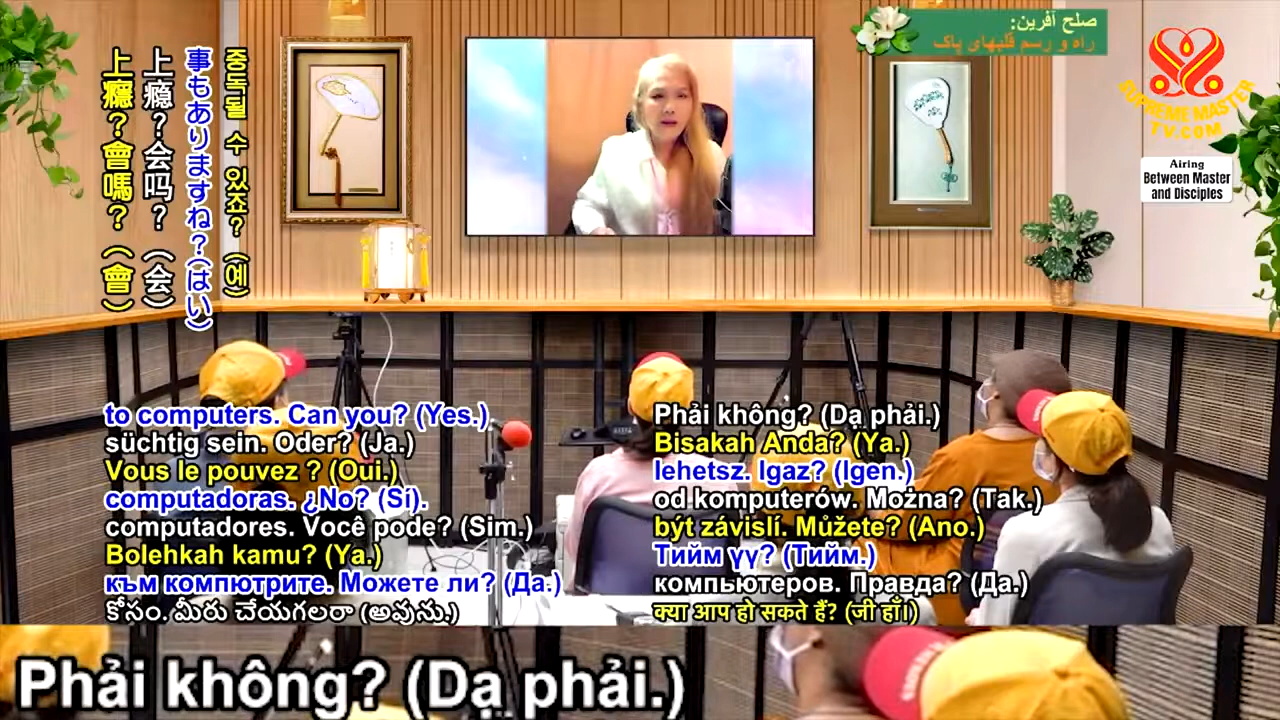 صلح آفرین:
راه و رسم قلبهای پاک
SUPREME MASTER
TV.COM
Airing
Between Master
and Disciples
중독될 수 있죠? (예)
事もありますね?(はい)
上瘾?会吗? (会)
上癮?會嗎? (會)
to computers. Can you? (Yes.)
süchtig sein. Oder? (Ja.)
Vous le pouvez ? (Oui.)
computadoras. ¿No? (Sí).
computadores. Você pode? (Sim.)
Bolehkah kamu? (Ya.)
към компютрите. Можете ли? (Да.)
కోసం. మీరు చేయగలరా (అవును.)
Phải không? (Dạ phải.)
Bisakah Anda? (Ya.)
lehetsz. Igaz? (Igen.)
od komputerów. Można? (Tak.)
být závislí. Můžete? (Ano.)
Тийм үү? (Тийм.)
компьютеров. Правда? (Да.)
क्या आप हो सकते हैं? (जी हाँ।)
Phải không? (Dạ phải.)